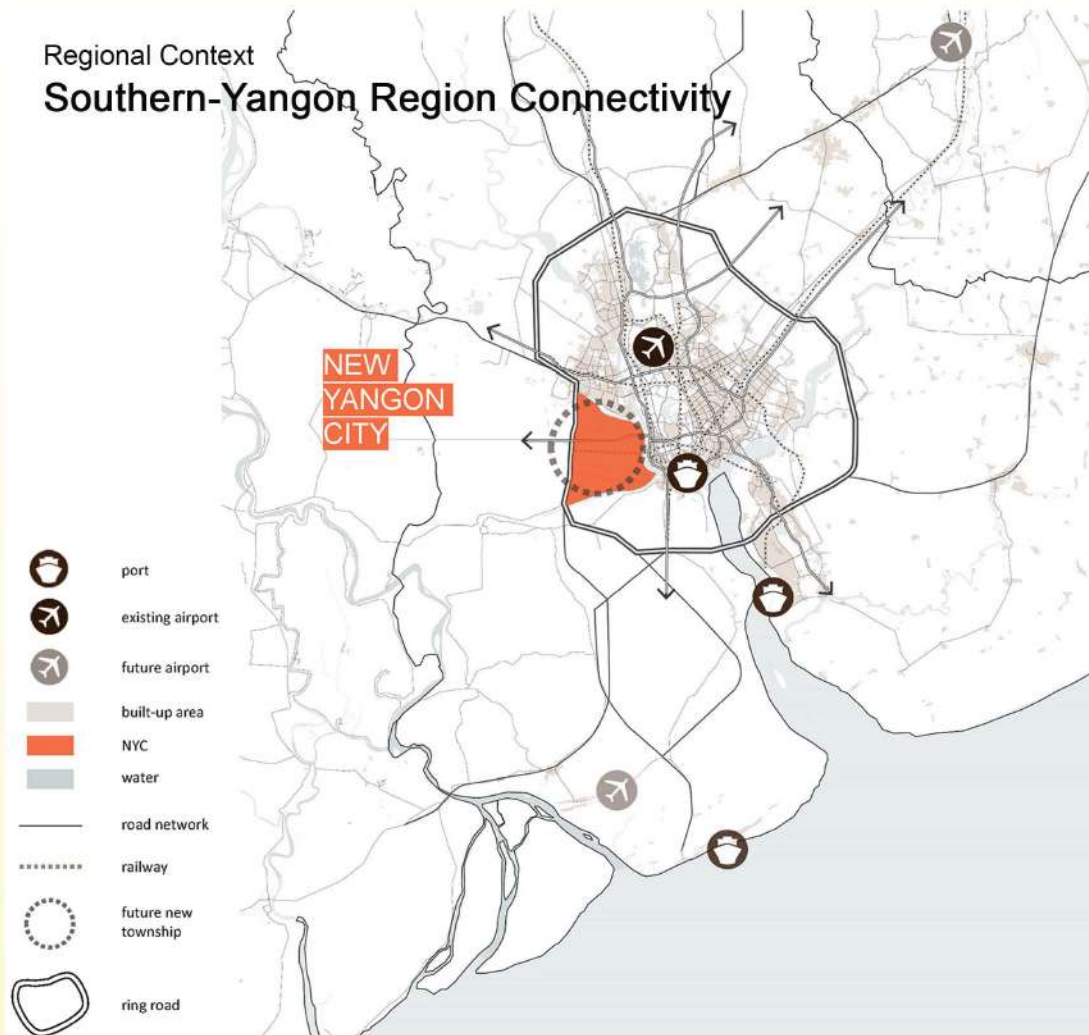 Regional Context
Southern-Yangon Region Connectivity
NEW
YANGON
CITY
port
existing airport
future airport
built-up area
NYC
water
road network
railway
future new
township
ring road